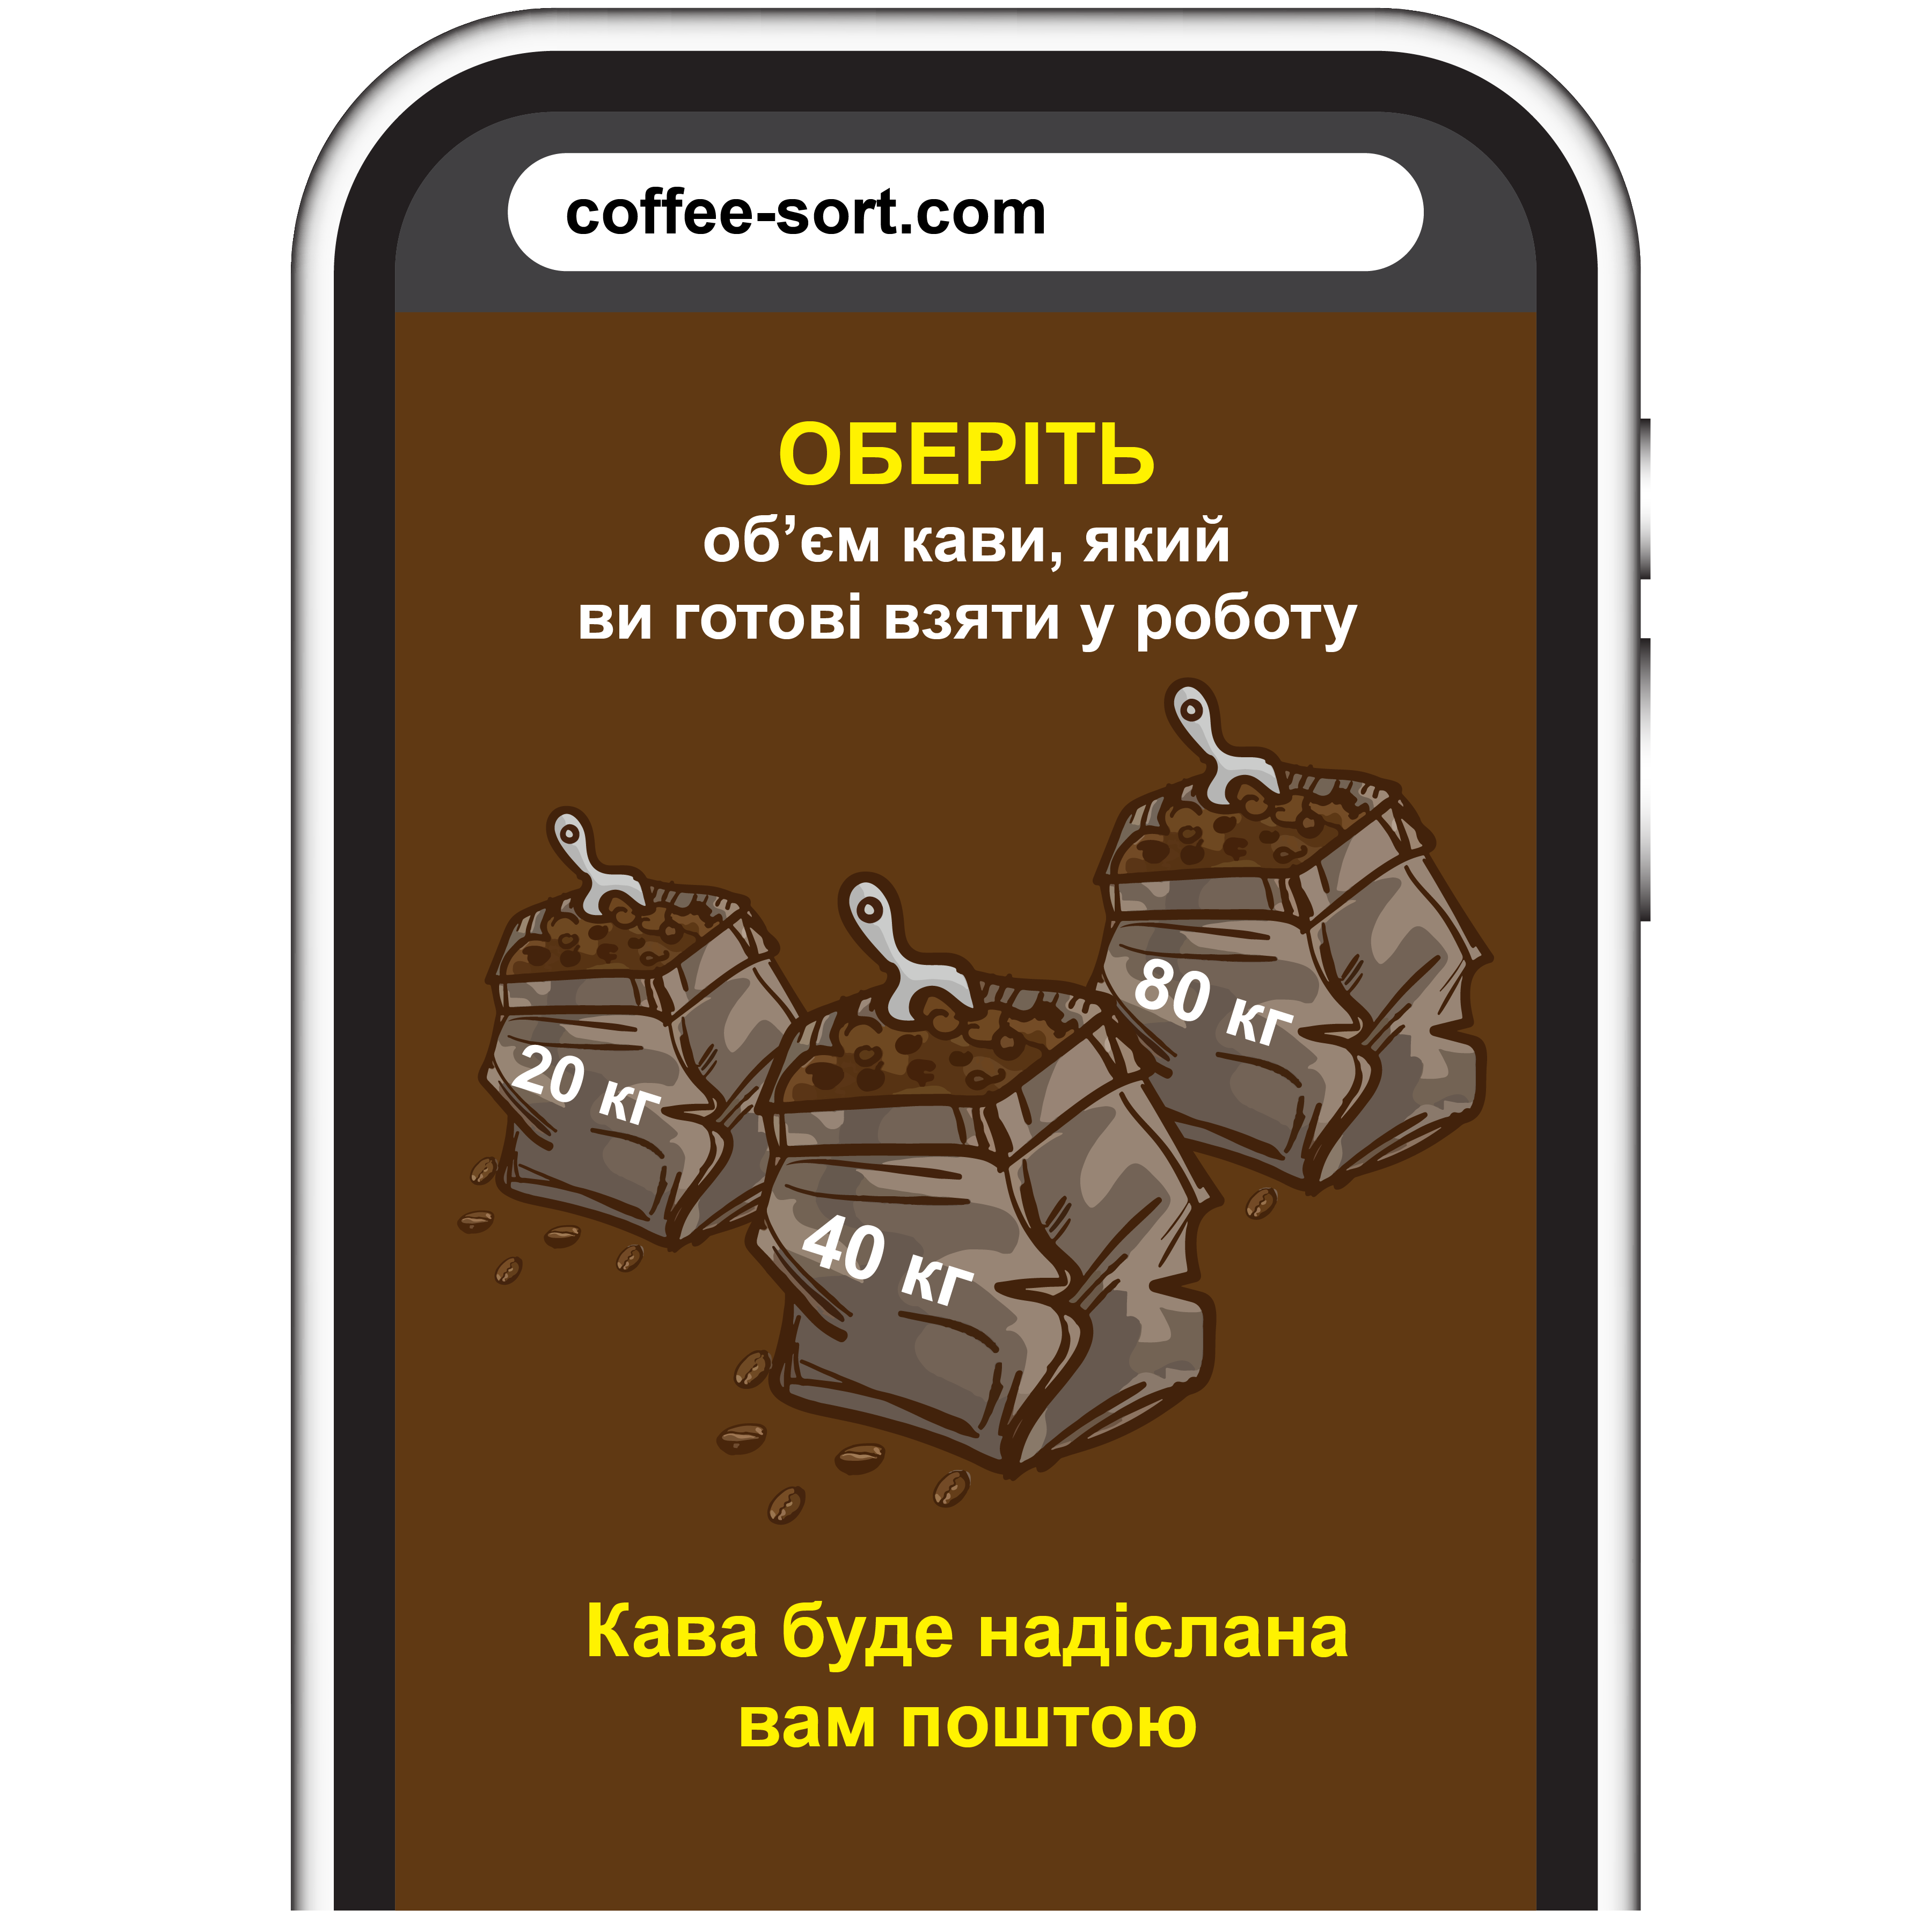 coffee-sort.com
ОБЕРІТЬ
об’єм кави, який
ви готові взяти у роботу
80 кг
20 кг
40 кг
Кава буде надіслана
вам поштою